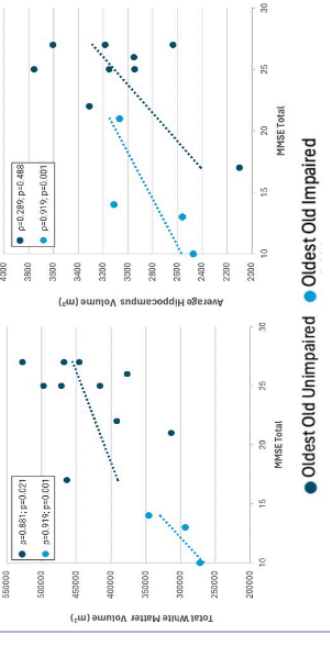 ρ=0.289; p=0.488
ρ=0.919; p=0.001
4000
3800
3600
3400
3200
3000
2800
2600
2400
2200
2000
10
15
20
25
30
MMSE Total
Average Hippocampus Volume (m³)
ρ=0.881; p=0.021
ρ=0.919; p=0.001
550000
500000
450000
400000
350000
300000
250000
200000
10
15
20
25
30
MMSE Total
Total White Matter Volume (m³)
Oldest Old Unimpaired
Oldest Old Impaired